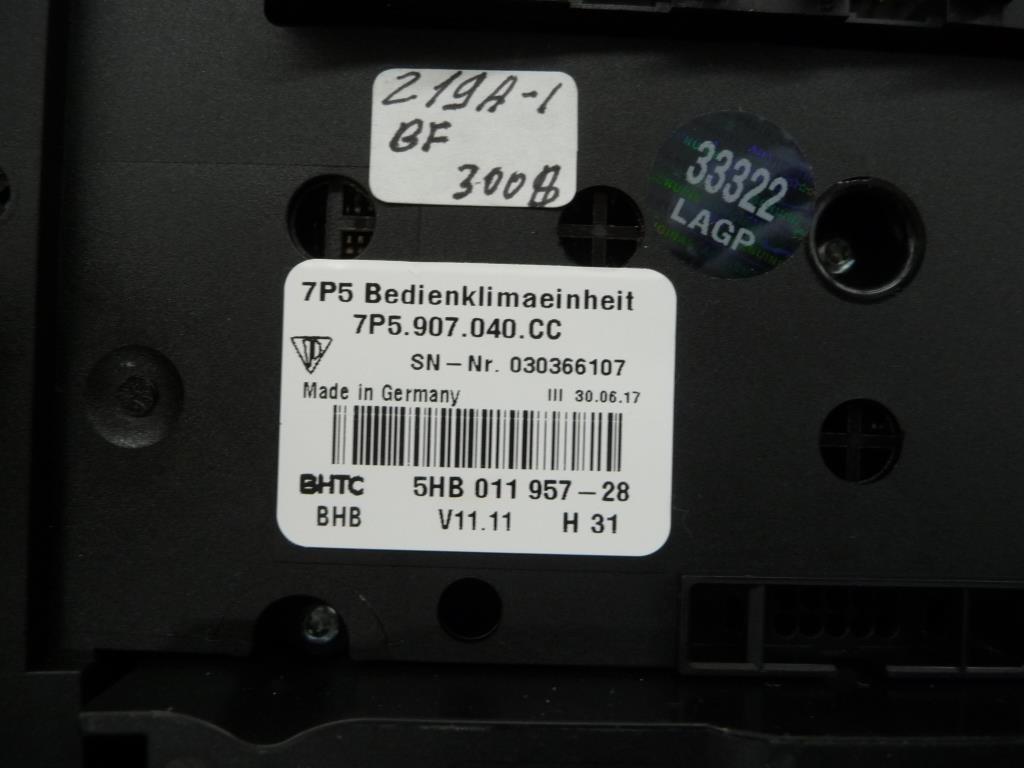 219A-1
BF
300$
33322
LAGP
7P5 Bedienklimaeinheit
7P5.907.040.CC
SN-Nr. 030366107
Made in Germany III 30.06.17
BHTC 5HB 011 957-28
BHB V11.11 H 31